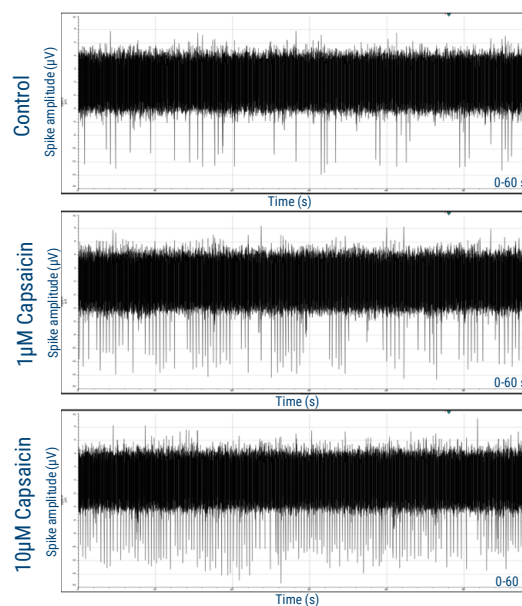 Control
Spike amplitude (µV)
0-60 s
Time (s)
1µM Capsaicin
Spike amplitude (µV)
0-60 s
Time (s)
10µM Capsaicin
Spike amplitude (µV)
0-60
Time (s)